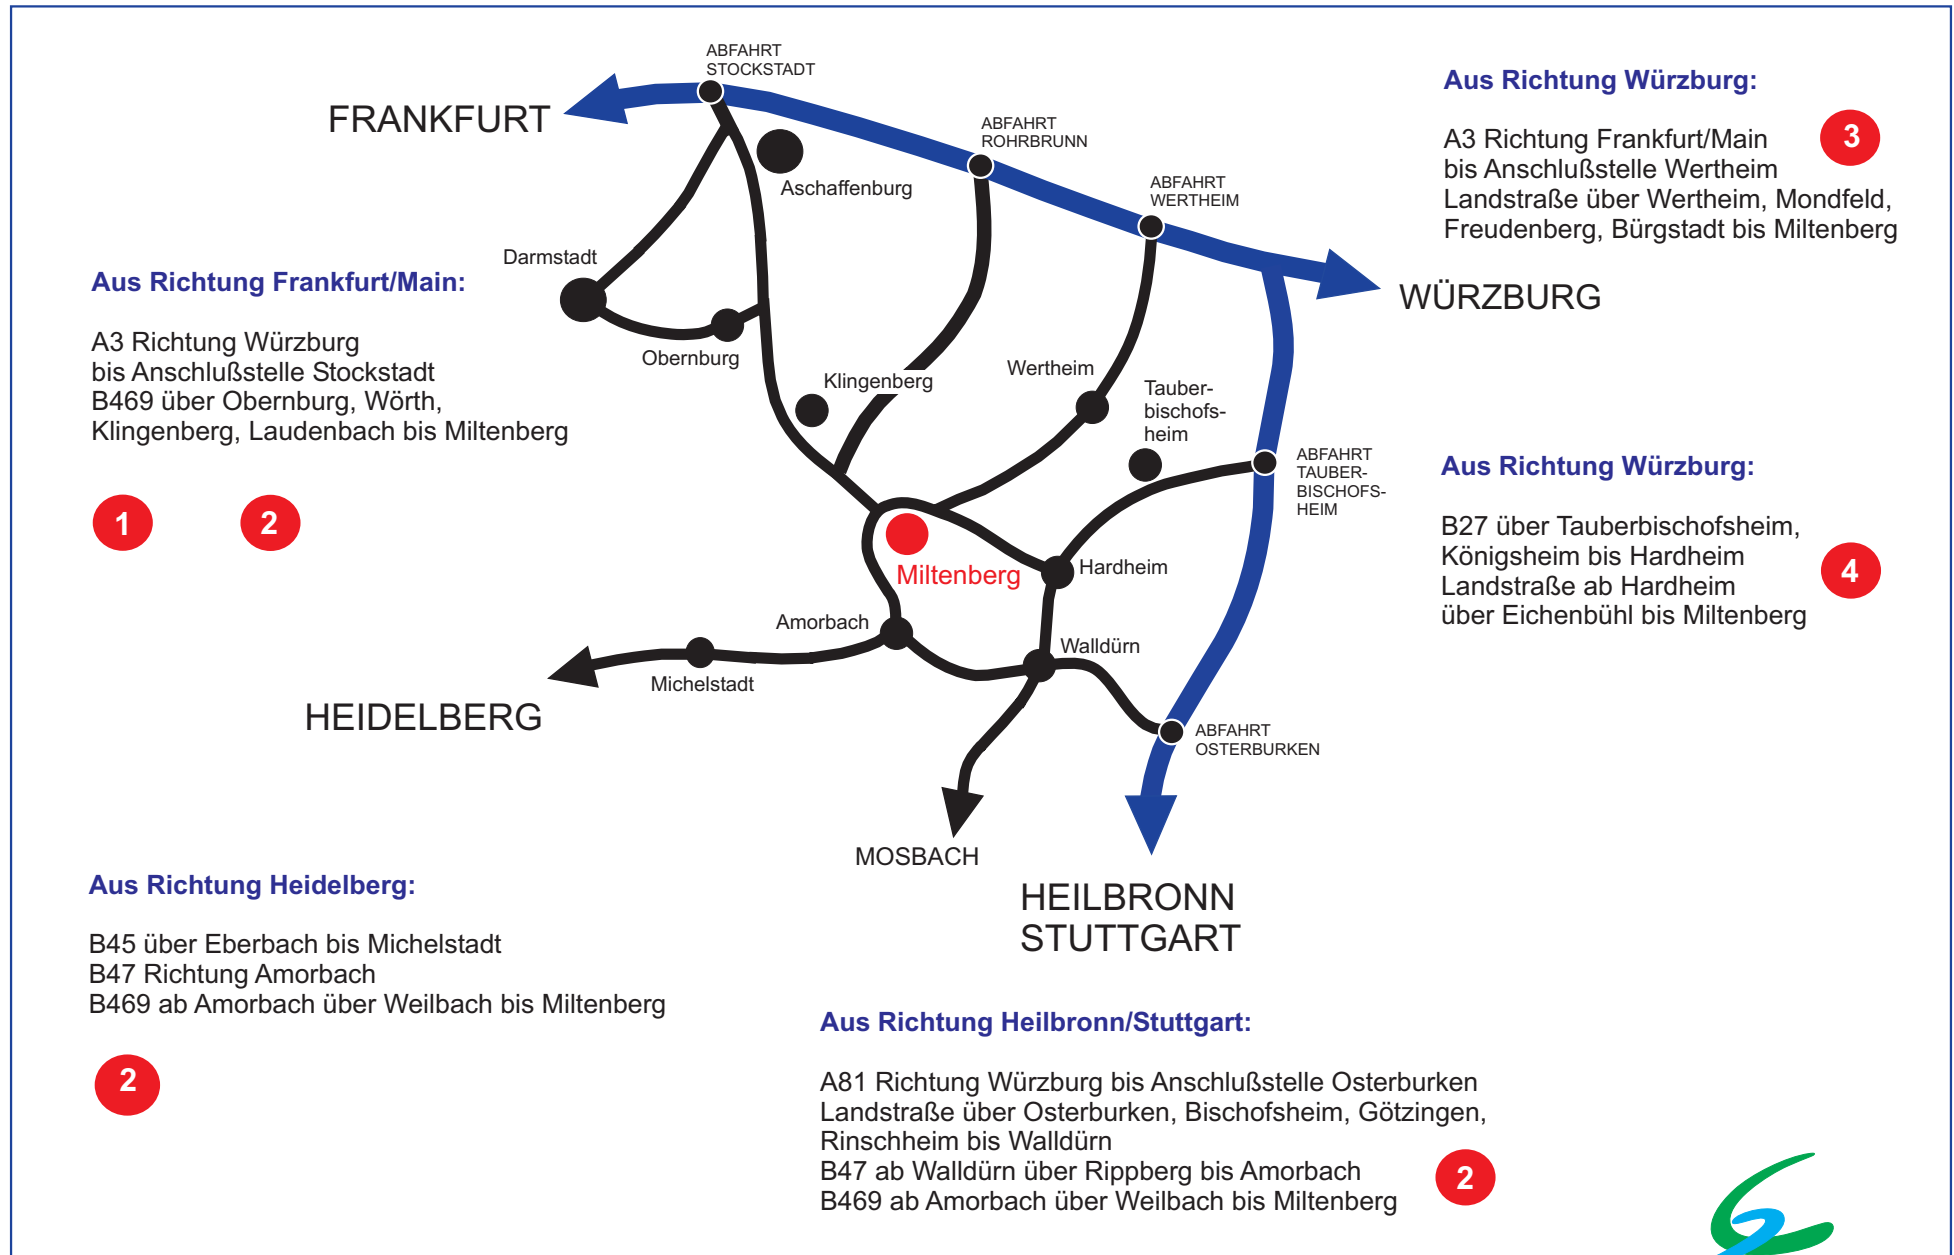 ABFAHRT
STOCKSTADT
FRANKFURT
Aschaffenburg
ABFAHRT
ROHRBRUNN
ABFAHRT
WERTHEIM
Aus Richtung Würzburg:
A3 Richtung Frankfurt/Main
bis Anschlußstelle Wertheim
Landstraße über Wertheim, Mondfeld,
Freudenberg, Bürgstadt bis Miltenberg
3
WÜRZBURG
Darmstadt
Obernburg
Aus Richtung Frankfurt/Main:
A3 Richtung Würzburg
bis Anschlußstelle Stockstadt
B469 über Obernburg, Wörth,
Klingenberg, Laudenbach bis Miltenberg
1
2
Klingenberg
Wertheim
Tauber-
bischofs-
heim
ABFAHRT
TAUBER-
BISCHOFS-
HEIM
Aus Richtung Würzburg:
B27 über Tauberbischofsheim,
Königsheim bis Hardheim
Landstraße ab Hardheim
über Eichenbühl bis Miltenberg
4
Miltenberg
Hardheim
Amorbach
Walldürn
Michelstadt
HEIDELBERG
ABFAHRT
OSTERBURKEN
MOSBACH
HEILBRONN
STUTTGART
Aus Richtung Heidelberg:
B45 über Eberbach bis Michelstadt
B47 Richtung Amorbach
B469 ab Amorbach über Weilbach bis Miltenberg
2
Aus Richtung Heilbronn/Stuttgart:
A81 Richtung Würzburg bis Anschlußstelle Osterburken
Landstraße über Osterburken, Bischofsheim, Götzingen,
Rinschheim bis Walldürn
B47 ab Walldürn über Rippberg bis Amorbach
B469 ab Amorbach über Weilbach bis Miltenberg
2